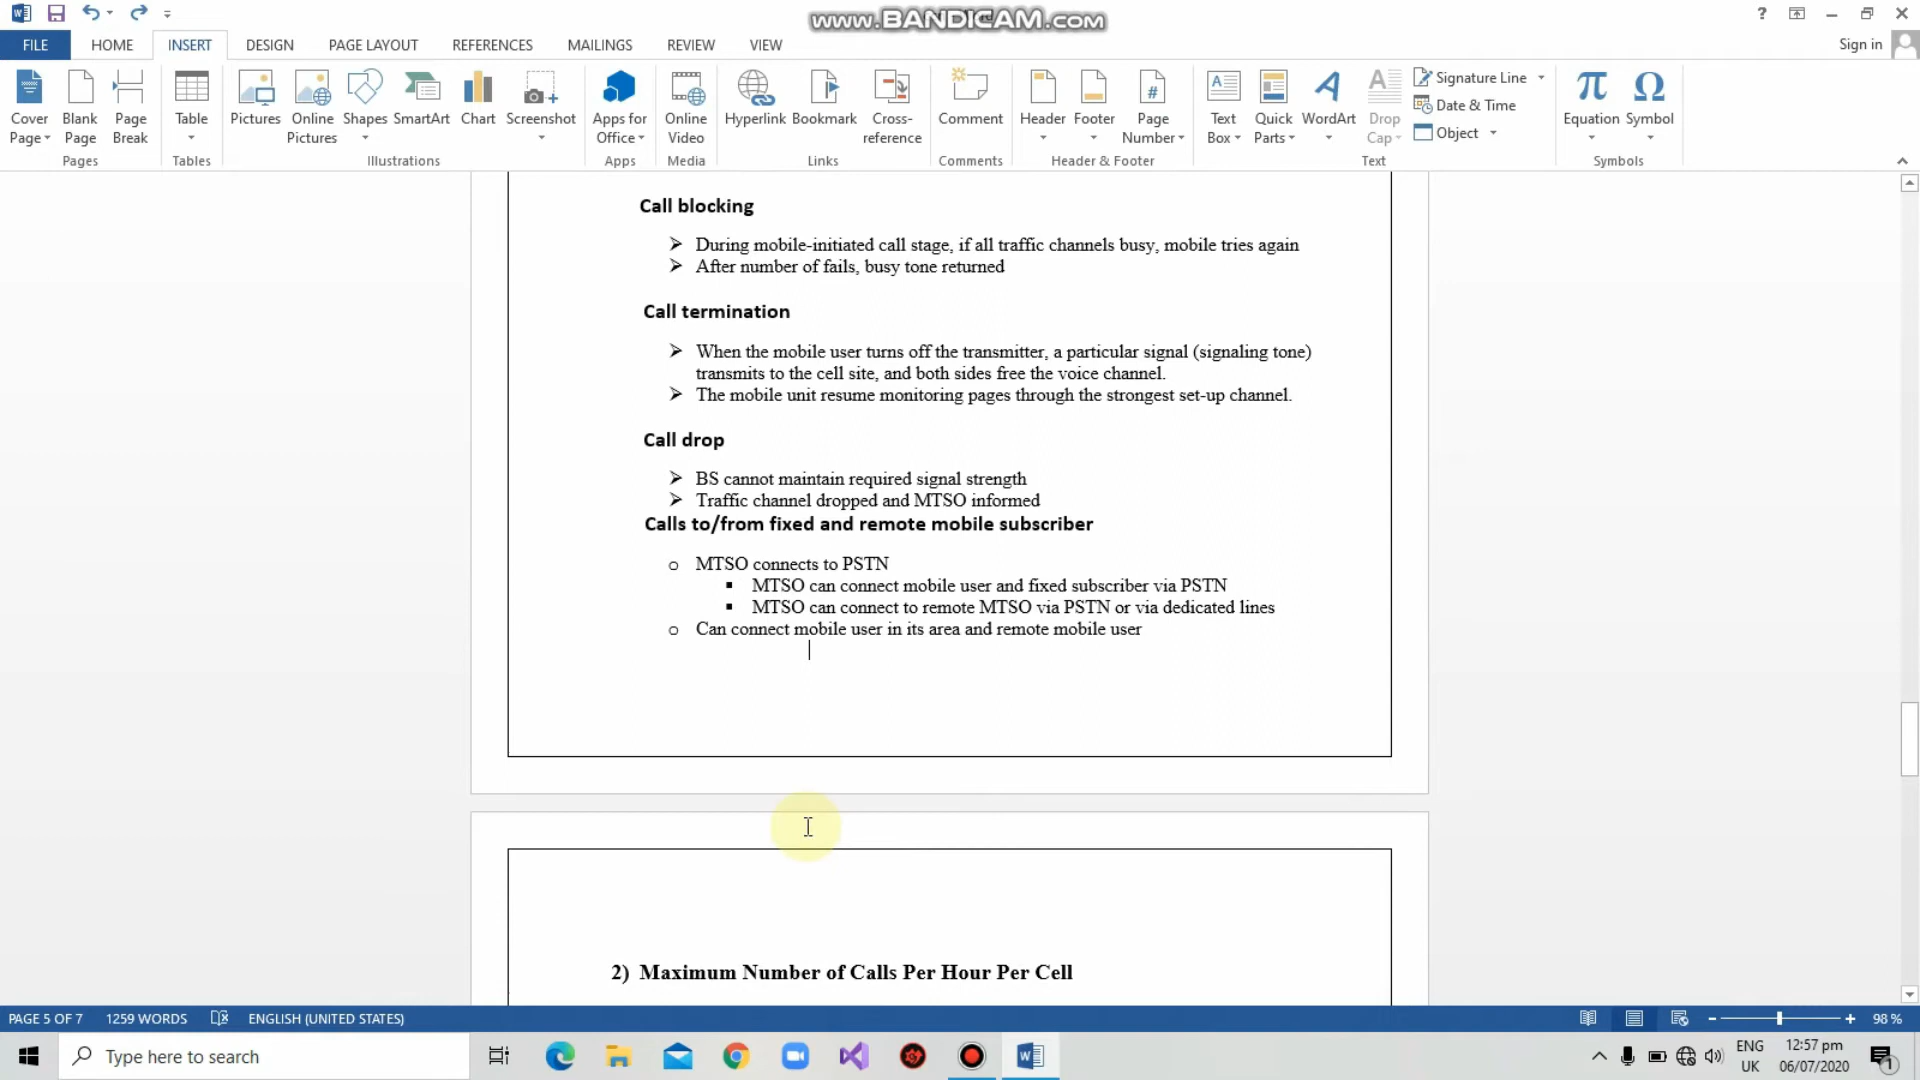 www.BANDICAM.com
FILE HOME INSERT DESIGN PAGE LAYOUT REFERENCES MAILINGS REVIEW VIEW Sign in
Cover Page Blank Page Page Break Table Pictures Online Pictures Shapes SmartArt Chart Screenshot Apps for Office Online Video Hyperlink Bookmark Cross-reference Comment Header Footer Page Number Text Box Quick Parts WordArt Drop Cap Signature Line Date & Time Object Equation Symbol
Pages Tables Illustrations Apps Media Links Comments Header & Footer Text Symbols
Call blocking
During mobile-initiated call stage, if all traffic channels busy, mobile tries again
After number of fails, busy tone returned
Call termination
When the mobile user turns off the transmitter, a particular signal (signaling tone)
transmits to the cell site, and both sides free the voice channel.
The mobile unit resume monitoring pages through the strongest set-up channel.
Call drop
BS cannot maintain required signal strength
Traffic channel dropped and MTSO informed
Calls to/from fixed and remote mobile subscriber
MTSO connects to PSTN
MTSO can connect mobile user and fixed subscriber via PSTN
MTSO can connect to remote MTSO via PSTN or via dedicated lines
Can connect mobile user in its area and remote mobile user
2) Maximum Number of Calls Per Hour Per Cell
PAGE 5 OF 7 1259 WORDS ENGLISH (UNITED STATES) 98 %
Type here to search ENG 12:57 pm
UK 06/07/2020 1